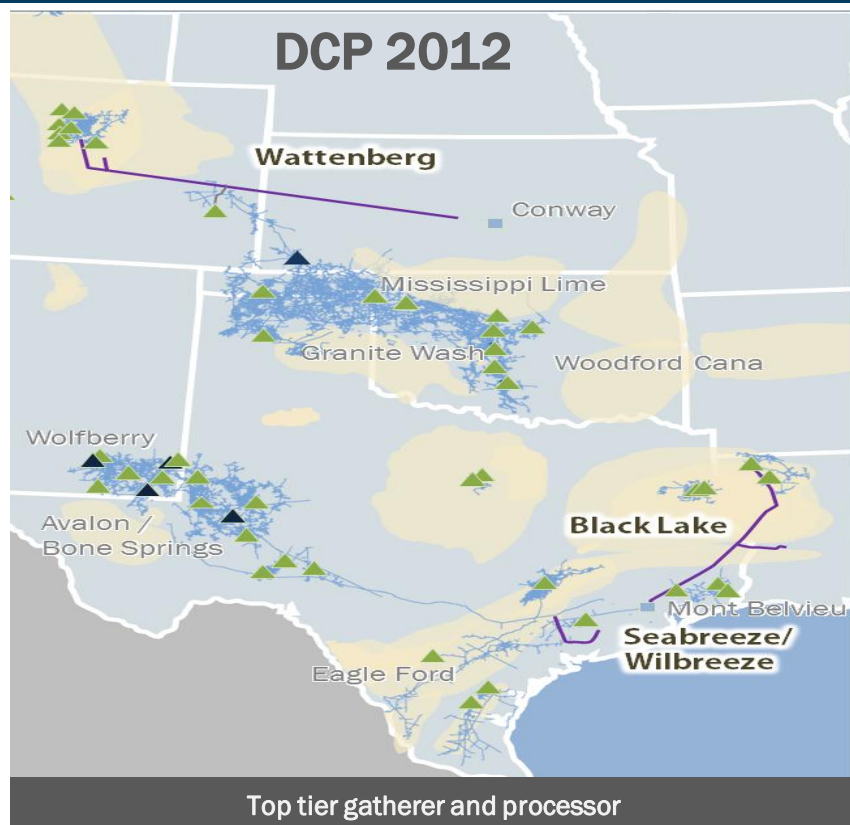 DCP 2012
Wattenberg
Conway
Mississippi Lime
Granite Wash
Woodford Cana
Wolfberry
Avalon /
Bone Springs
Black Lake
Mont Belvieu
Seabreeze/
Wilbreeze
Eagle Ford
Top tier gatherer and processor